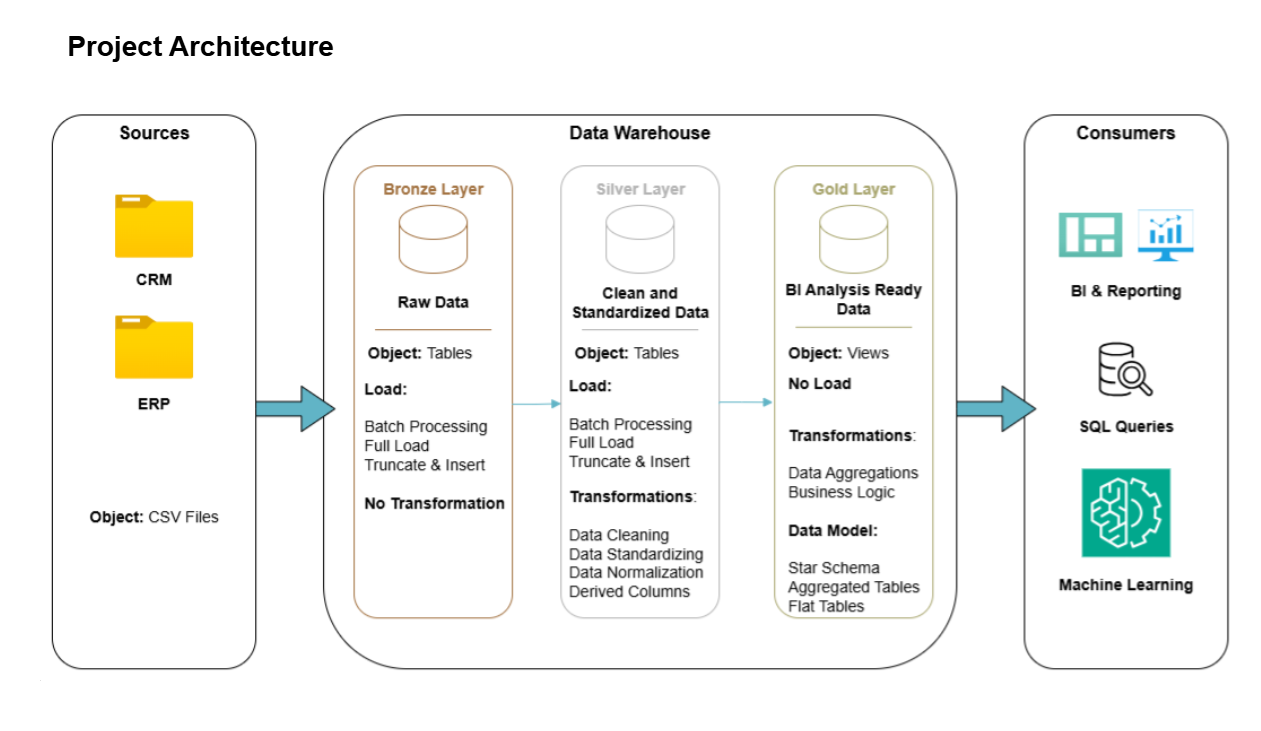 Project Architecture
Sources
CRM
ERP
Object: CSV Files
Data Warehouse
Bronze Layer
Raw Data
Object: Tables
Load:
Batch Processing
Full Load
Truncate & Insert
No Transformation
Silver Layer
Clean and
Standardized Data
Object: Tables
Load:
Batch Processing
Full Load
Truncate & Insert
Transformations:
Data Cleaning
Data Standardizing
Data Normalization
Derived Columns
Gold Layer
BI Analysis Ready
Data
Object: Views
No Load
Transformations:
Data Aggregations
Business Logic
Data Model:
Star Schema
Aggregated Tables
Flat Tables
Consumers
BI & Reporting
SQL Queries
Machine Learning